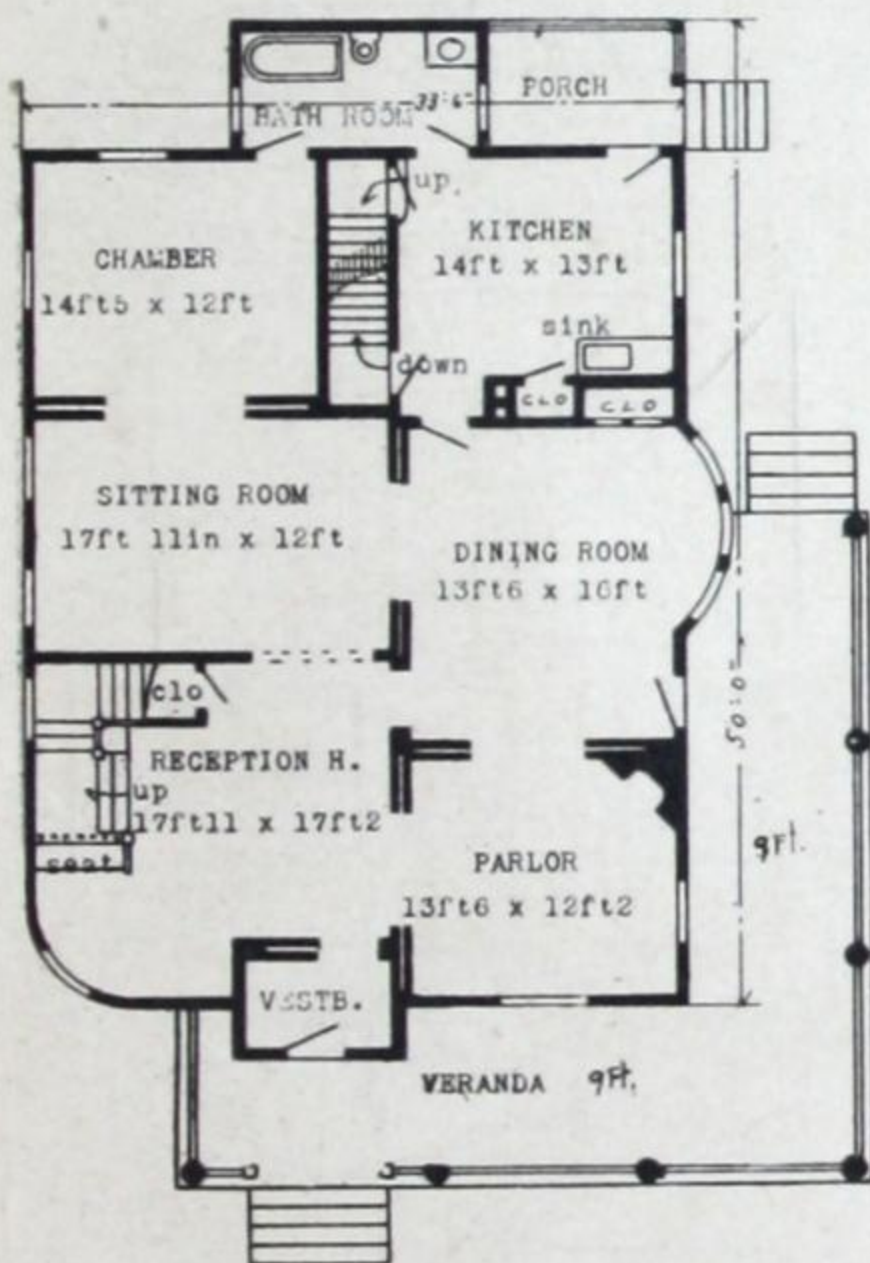 PORCH
33'6"
BATH ROOM
up.
KITCHEN
14ft x 13ft
CHAMBER
14ft5 x 12ft
sink
down
CLO
CLO
SITTING ROOM
17ft 11in x 12ft
DINING ROOM
13ft6 x 16ft
clo
50'0"
RECEPTION H.
up
17ft11 x 17ft2
seat
9Ft.
PARLOR
13ft6 x 12ft2
VESTB.
VERANDA 9Ft.